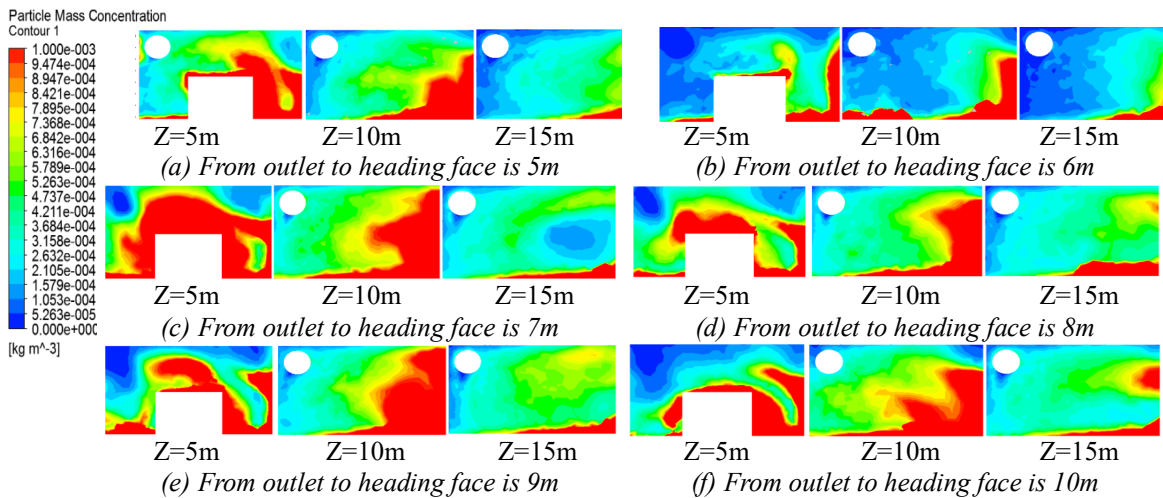 Particle Mass Concentration
Contour 1
1.000e-003
9.474e-004
8.947e-004
8.421e-004
7.895e-004
7.368e-004
6.842e-004
6.316e-004
5.789e-004
5.263e-004
4.737e-004
4.211e-004
3.684e-004
3.158e-004
2.632e-004
2.105e-004
1.579e-004
1.053e-004
5.263e-005
0.000e+000
[kg m^-3]
Z=5m Z=10m Z=15m
(a) From outlet to heading face is 5m
Z=5m Z=10m Z=15m
(b) From outlet to heading face is 6m
Z=5m Z=10m Z=15m
(c) From outlet to heading face is 7m
Z=5m Z=10m Z=15m
(d) From outlet to heading face is 8m
Z=5m Z=10m Z=15m
(e) From outlet to heading face is 9m
Z=5m Z=10m Z=15m
(f) From outlet to heading face is 10m